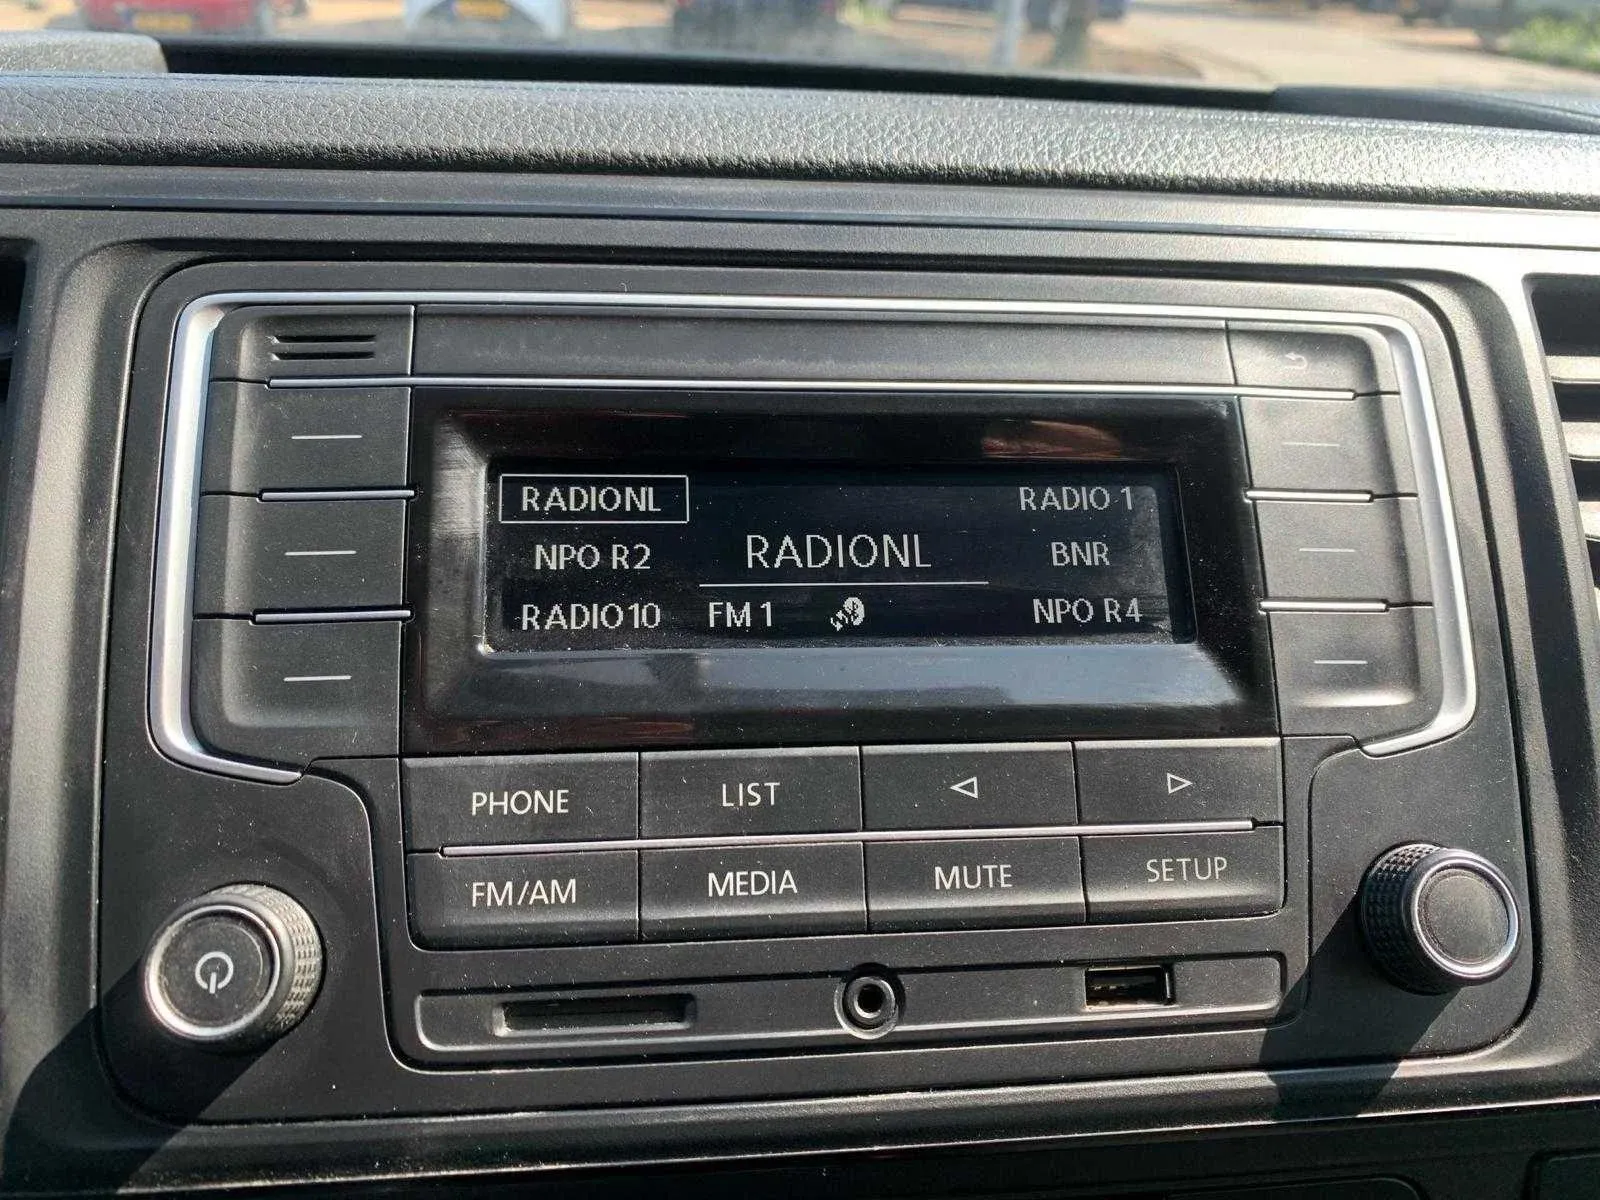 RADIONL
RADIO 1
NPO R2
RADIONL
BNR
RADIO10
FM 1
NPO R4
PHONE
LIST
FM/AM
MEDIA
MUTE
SETUP